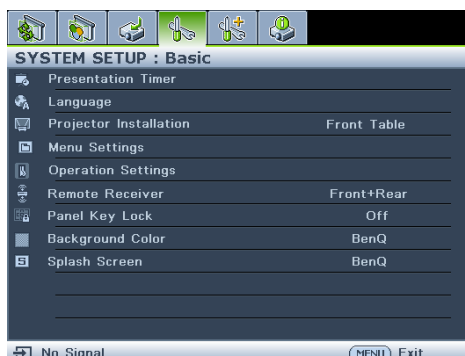 SYSTEM SETUP : Basic
Presentation Timer
Language
Projector Installation Front Table
Menu Settings
Operation Settings
Remote Receiver Front+Rear
Panel Key Lock Off
Background Color BenQ
Splash Screen BenQ
No Signal MENU Exit